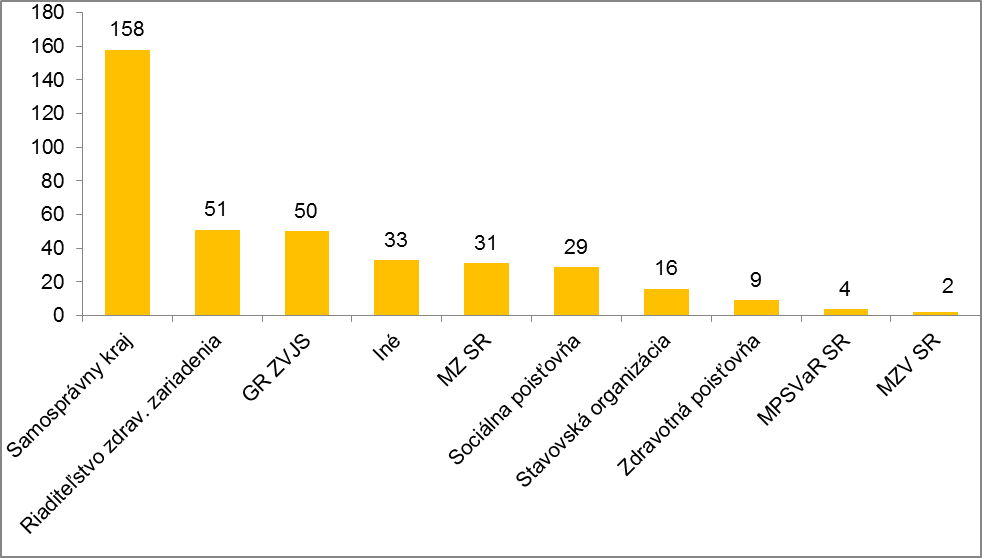 180
160
140
120
100
80
60
40
20
0
158
51
50
33
31
29
16
9
4
2
Samosprávny kraj
Riaditeľstvo zdrav. zariadenia
GR ZVJS
Iné
MZ SR
Sociálna poisťovňa
Stavovská organizácia
Zdravotná poisťovňa
MPSVaR SR
MZV SR